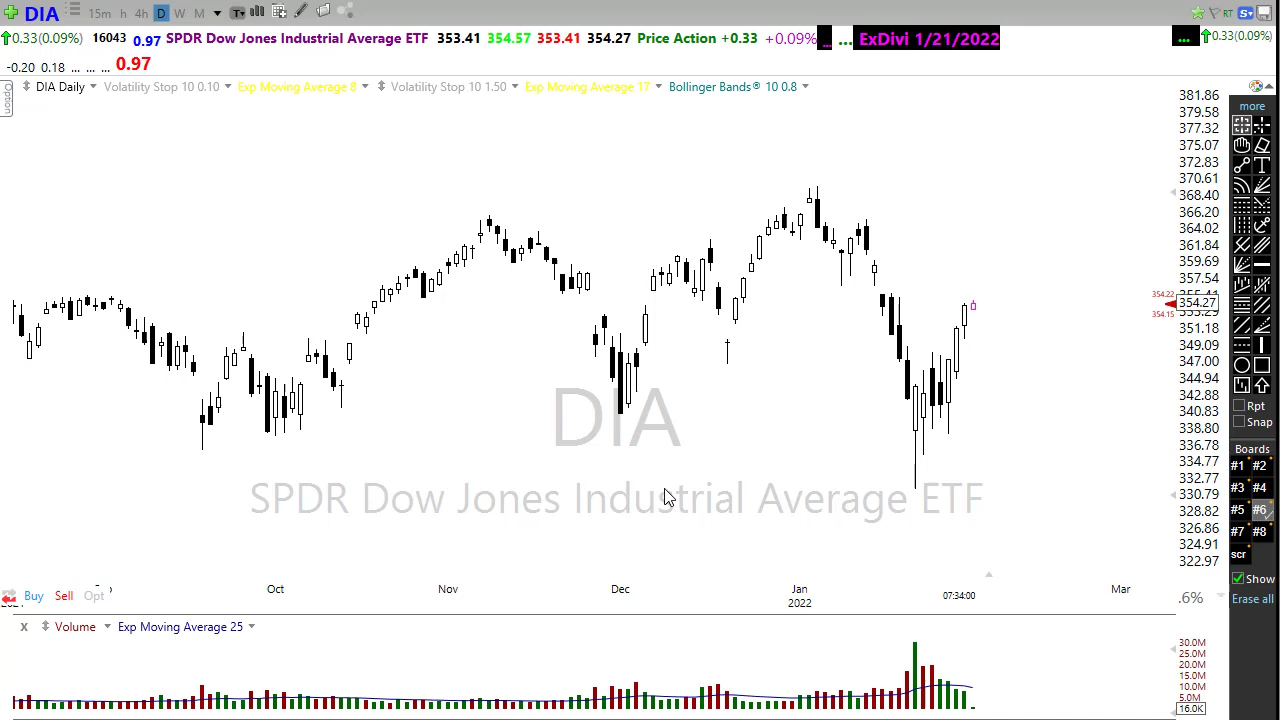 DIA 15m h 4h D W M T RT S
0.33(0.09%) 16043 0.97 SPDR Dow Jones Industrial Average ETF 353.41 354.57 353.41 354.27 Price Action +0.33 +0.09% ... ... ExDivi 1/21/2022 ... 0.33(0.09%)
-0.20 0.18 ... ... ... 0.97
Option
DIA Daily Volatility Stop 10 0.10 Exp Moving Average 8 Volatility Stop 10 1.50 Exp Moving Average 17 Bollinger Bands® 10 0.8
381.86
379.58
377.32
375.07
372.83
370.61
368.40
366.20
364.02
361.84
359.69
357.54
354.22
354.27
354.15
351.18
349.09
347.00
344.94
342.88
340.83
338.80
336.78
334.77
332.77
330.79
328.82
326.86
324.91
322.97
more
Rpt
Snap
Boards
#1 #2
#3 #4
#5 #6
#7 #8
scr
Show
Erase all
DIA
SPDR Dow Jones Industrial Average ETF
Oct Nov Dec Jan Mar
2022 07:34:00
Buy Sell Opt
.6%
X Volume Exp Moving Average 25
30.0M
25.0M
20.0M
15.0M
10.0M
5.0M
16.0K